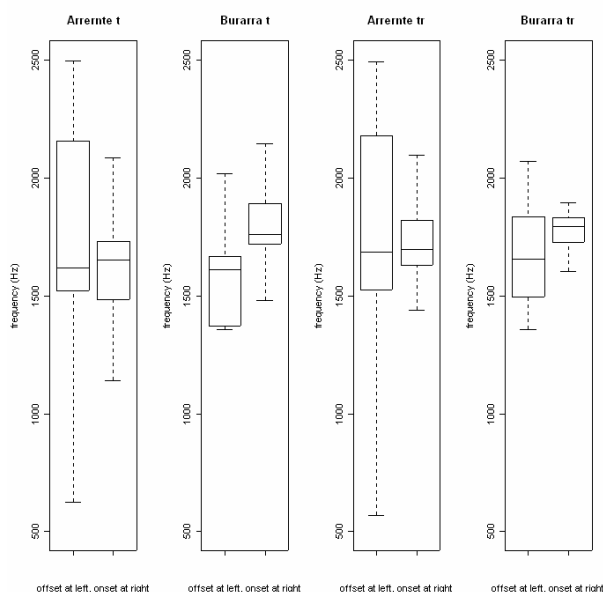 Arrernte t
Burarra t
Arrernte tr
Burarra tr
2500
2000
1500
1000
500
frequency (Hz)
2500
2000
1500
1000
500
frequency (Hz)
2500
2000
1500
1000
500
frequency (Hz)
2500
2000
1500
1000
500
frequency (Hz)
offset at left, onset at right
offset at left, onset at right
offset at left, onset at right
offset at left, onset at right